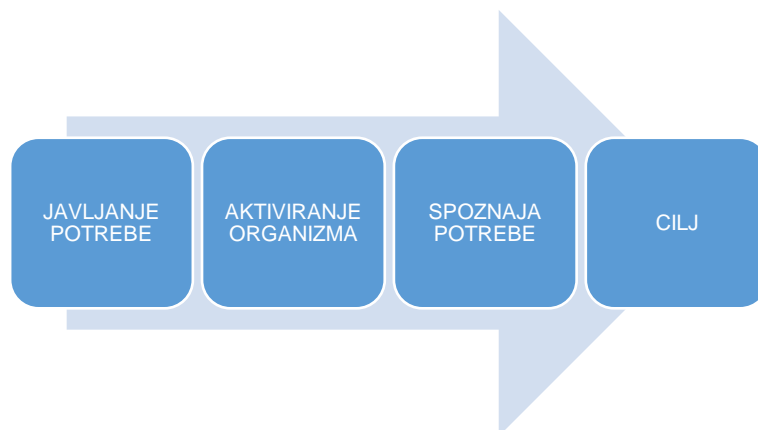 JAVLJANJE
POTREBE
AKTIVIRANJE
ORGANIZMA
SPOZNAJA
POTREBE
CILJ